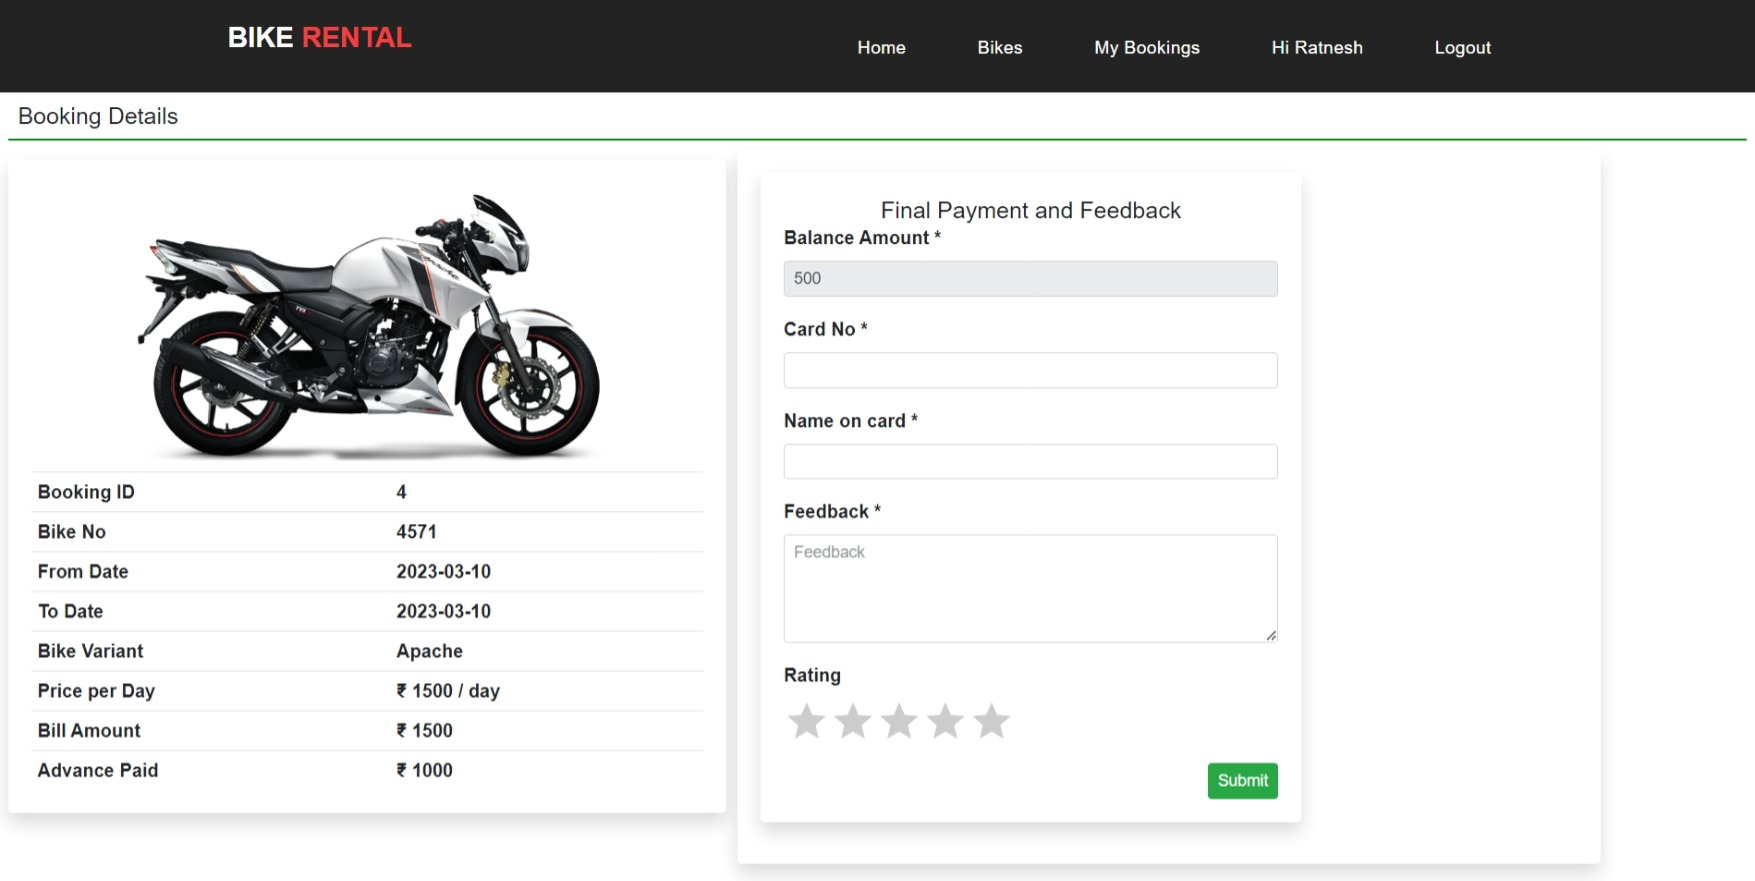 BIKE RENTAL
Home Bikes My Bookings Hi Ratnesh Logout
Booking Details
Booking ID 4
Bike No 4571
From Date 2023-03-10
To Date 2023-03-10
Bike Variant Apache
Price per Day ₹ 1500 / day
Bill Amount ₹ 1500
Advance Paid ₹ 1000
Final Payment and Feedback
Balance Amount *
500
Card No *
Name on card *
Feedback *
Feedback
Rating
Submit